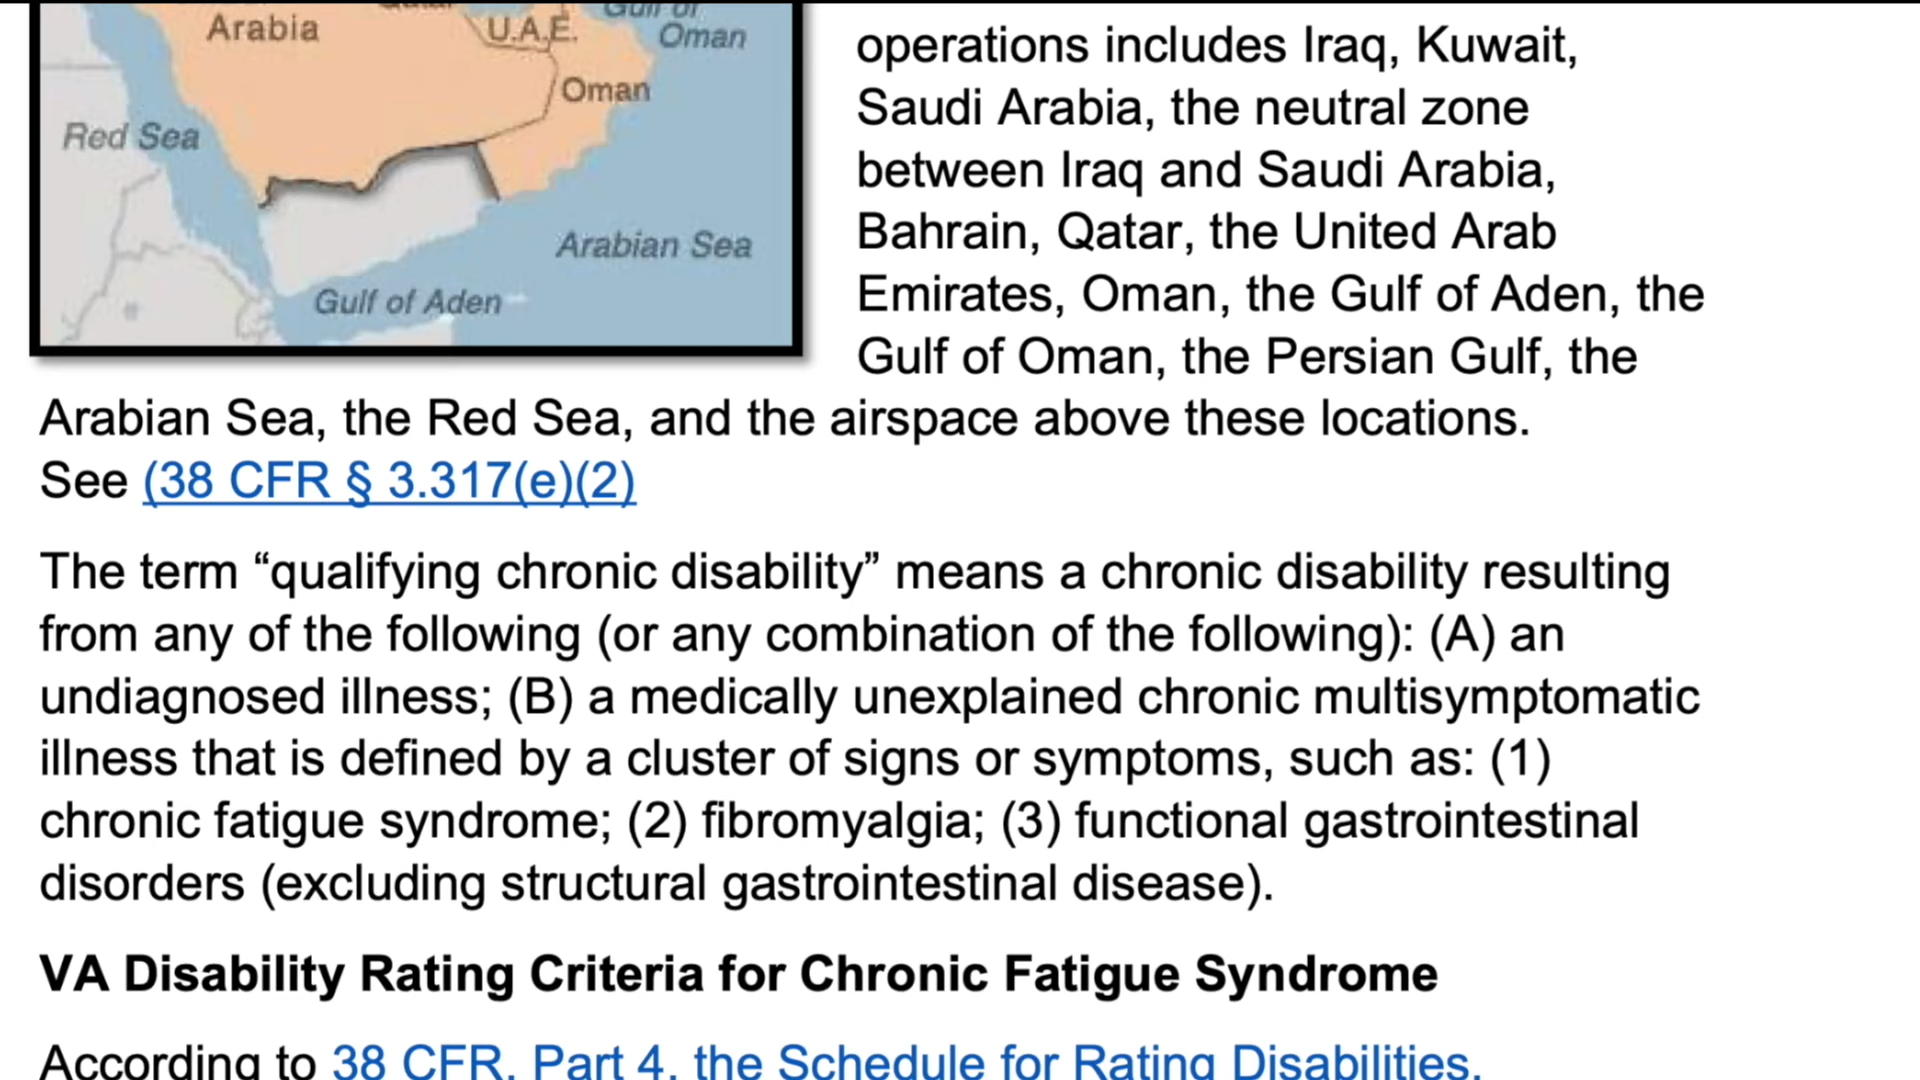 Arabia
U.A.E.
Gulf of
Oman
Oman
Red Sea
Arabian Sea
Gulf of Aden
operations includes Iraq, Kuwait,
Saudi Arabia, the neutral zone
between Iraq and Saudi Arabia,
Bahrain, Qatar, the United Arab
Emirates, Oman, the Gulf of Aden, the
Gulf of Oman, the Persian Gulf, the
Arabian Sea, the Red Sea, and the airspace above these locations.
See (38 CFR § 3.317(e)(2)
The term “qualifying chronic disability” means a chronic disability resulting
from any of the following (or any combination of the following): (A) an
undiagnosed illness; (B) a medically unexplained chronic multisymptomatic
illness that is defined by a cluster of signs or symptoms, such as: (1)
chronic fatigue syndrome; (2) fibromyalgia; (3) functional gastrointestinal
disorders (excluding structural gastrointestinal disease).
VA Disability Rating Criteria for Chronic Fatigue Syndrome
According to 38 CFR, Part 4, the Schedule for Rating Disabilities,